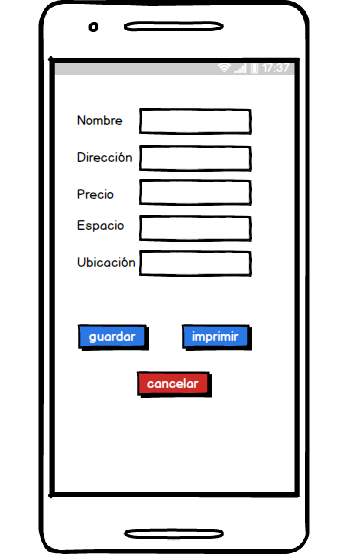 17:37
Nombre
Dirección
Precio
Espacio
Ubicación
guardar imprimir
cancelar